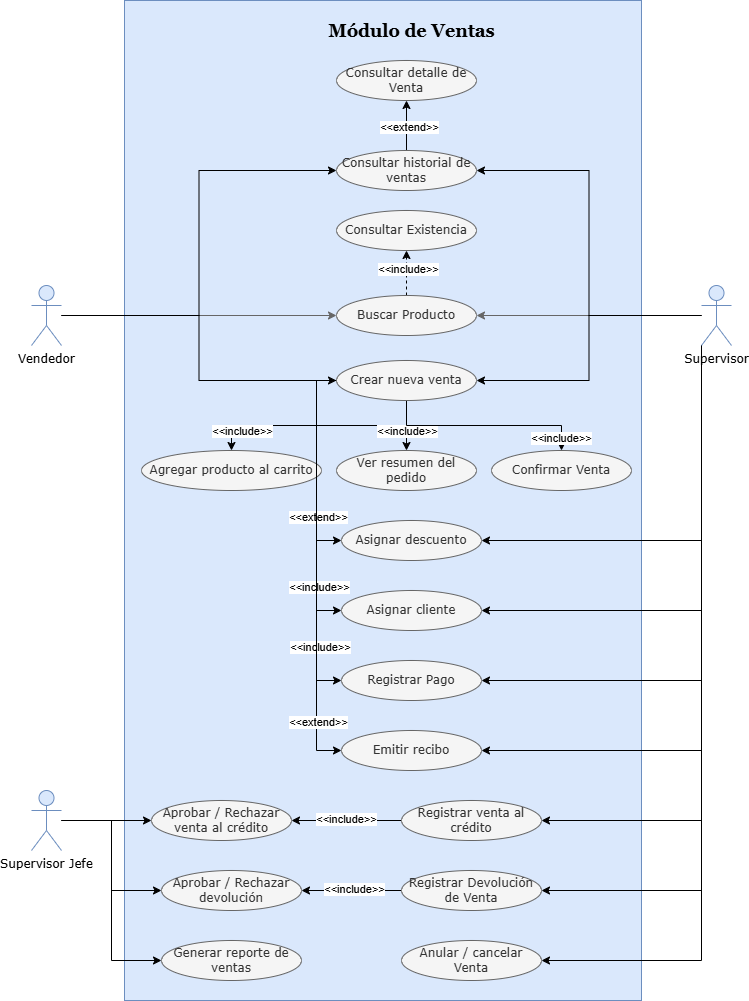 Módulo de Ventas
Consultar detalle de
Venta
<<extend>>
Consultar historial de
ventas
Consultar Existencia
<<include>>
Buscar Producto
Vendedor
Supervisor
Crear nueva venta
<<include>>
<<include>>
<<include>>
Agregar producto al carrito
Ver resumen del
pedido
Confirmar Venta
<<extend>>
Asignar descuento
<<include>>
Asignar cliente
<<include>>
Registrar Pago
<<extend>>
Emitir recibo
Aprobar / Rechazar
venta al crédito
<<include>>
Registrar venta al
crédito
Supervisor Jefe
Aprobar / Rechazar
devolución
<<include>>
Registrar Devolución
de Venta
Generar reporte de
ventas
Anular / cancelar
Venta